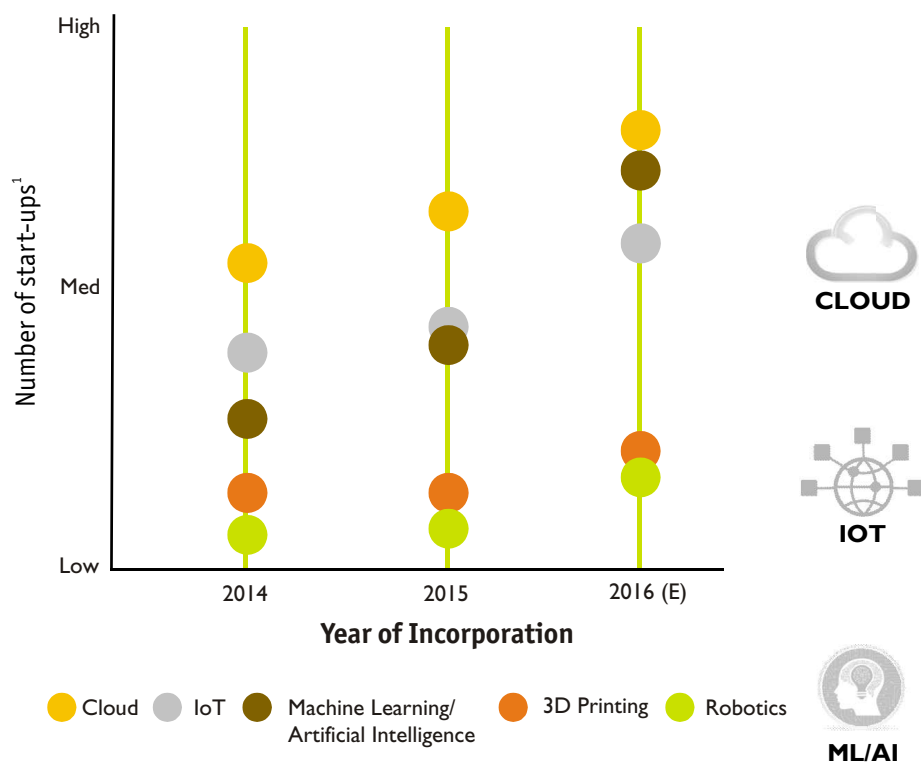 High
Med
Low
Number of start-ups¹
2014
2015
2016 (E)
Year of Incorporation
Cloud
IoT
Machine Learning/
Artificial Intelligence
3D Printing
Robotics
CLOUD
IOT
ML/AI